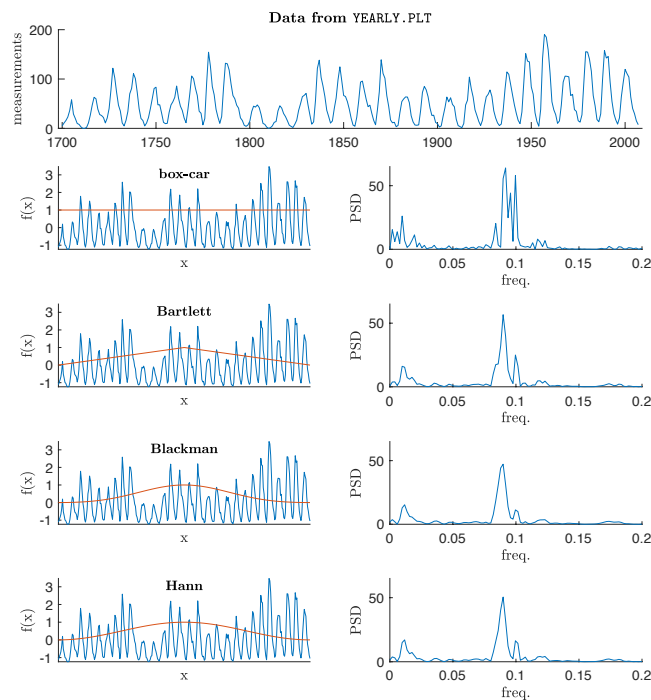 Data from YEARLY.PLT
measurements
200
100
0
1700 1750 1800 1850 1900 1950 2000
box-car
f(x)
3
2
1
0
-1
x
PSD
50
0
0 0.05 0.1 0.15 0.2
freq.
Bartlett
f(x)
3
2
1
0
-1
x
PSD
50
0
0 0.05 0.1 0.15 0.2
freq.
Blackman
f(x)
3
2
1
0
-1
x
PSD
50
0
0 0.05 0.1 0.15 0.2
freq.
Hann
f(x)
3
2
1
0
-1
x
PSD
50
0
0 0.05 0.1 0.15 0.2
freq.